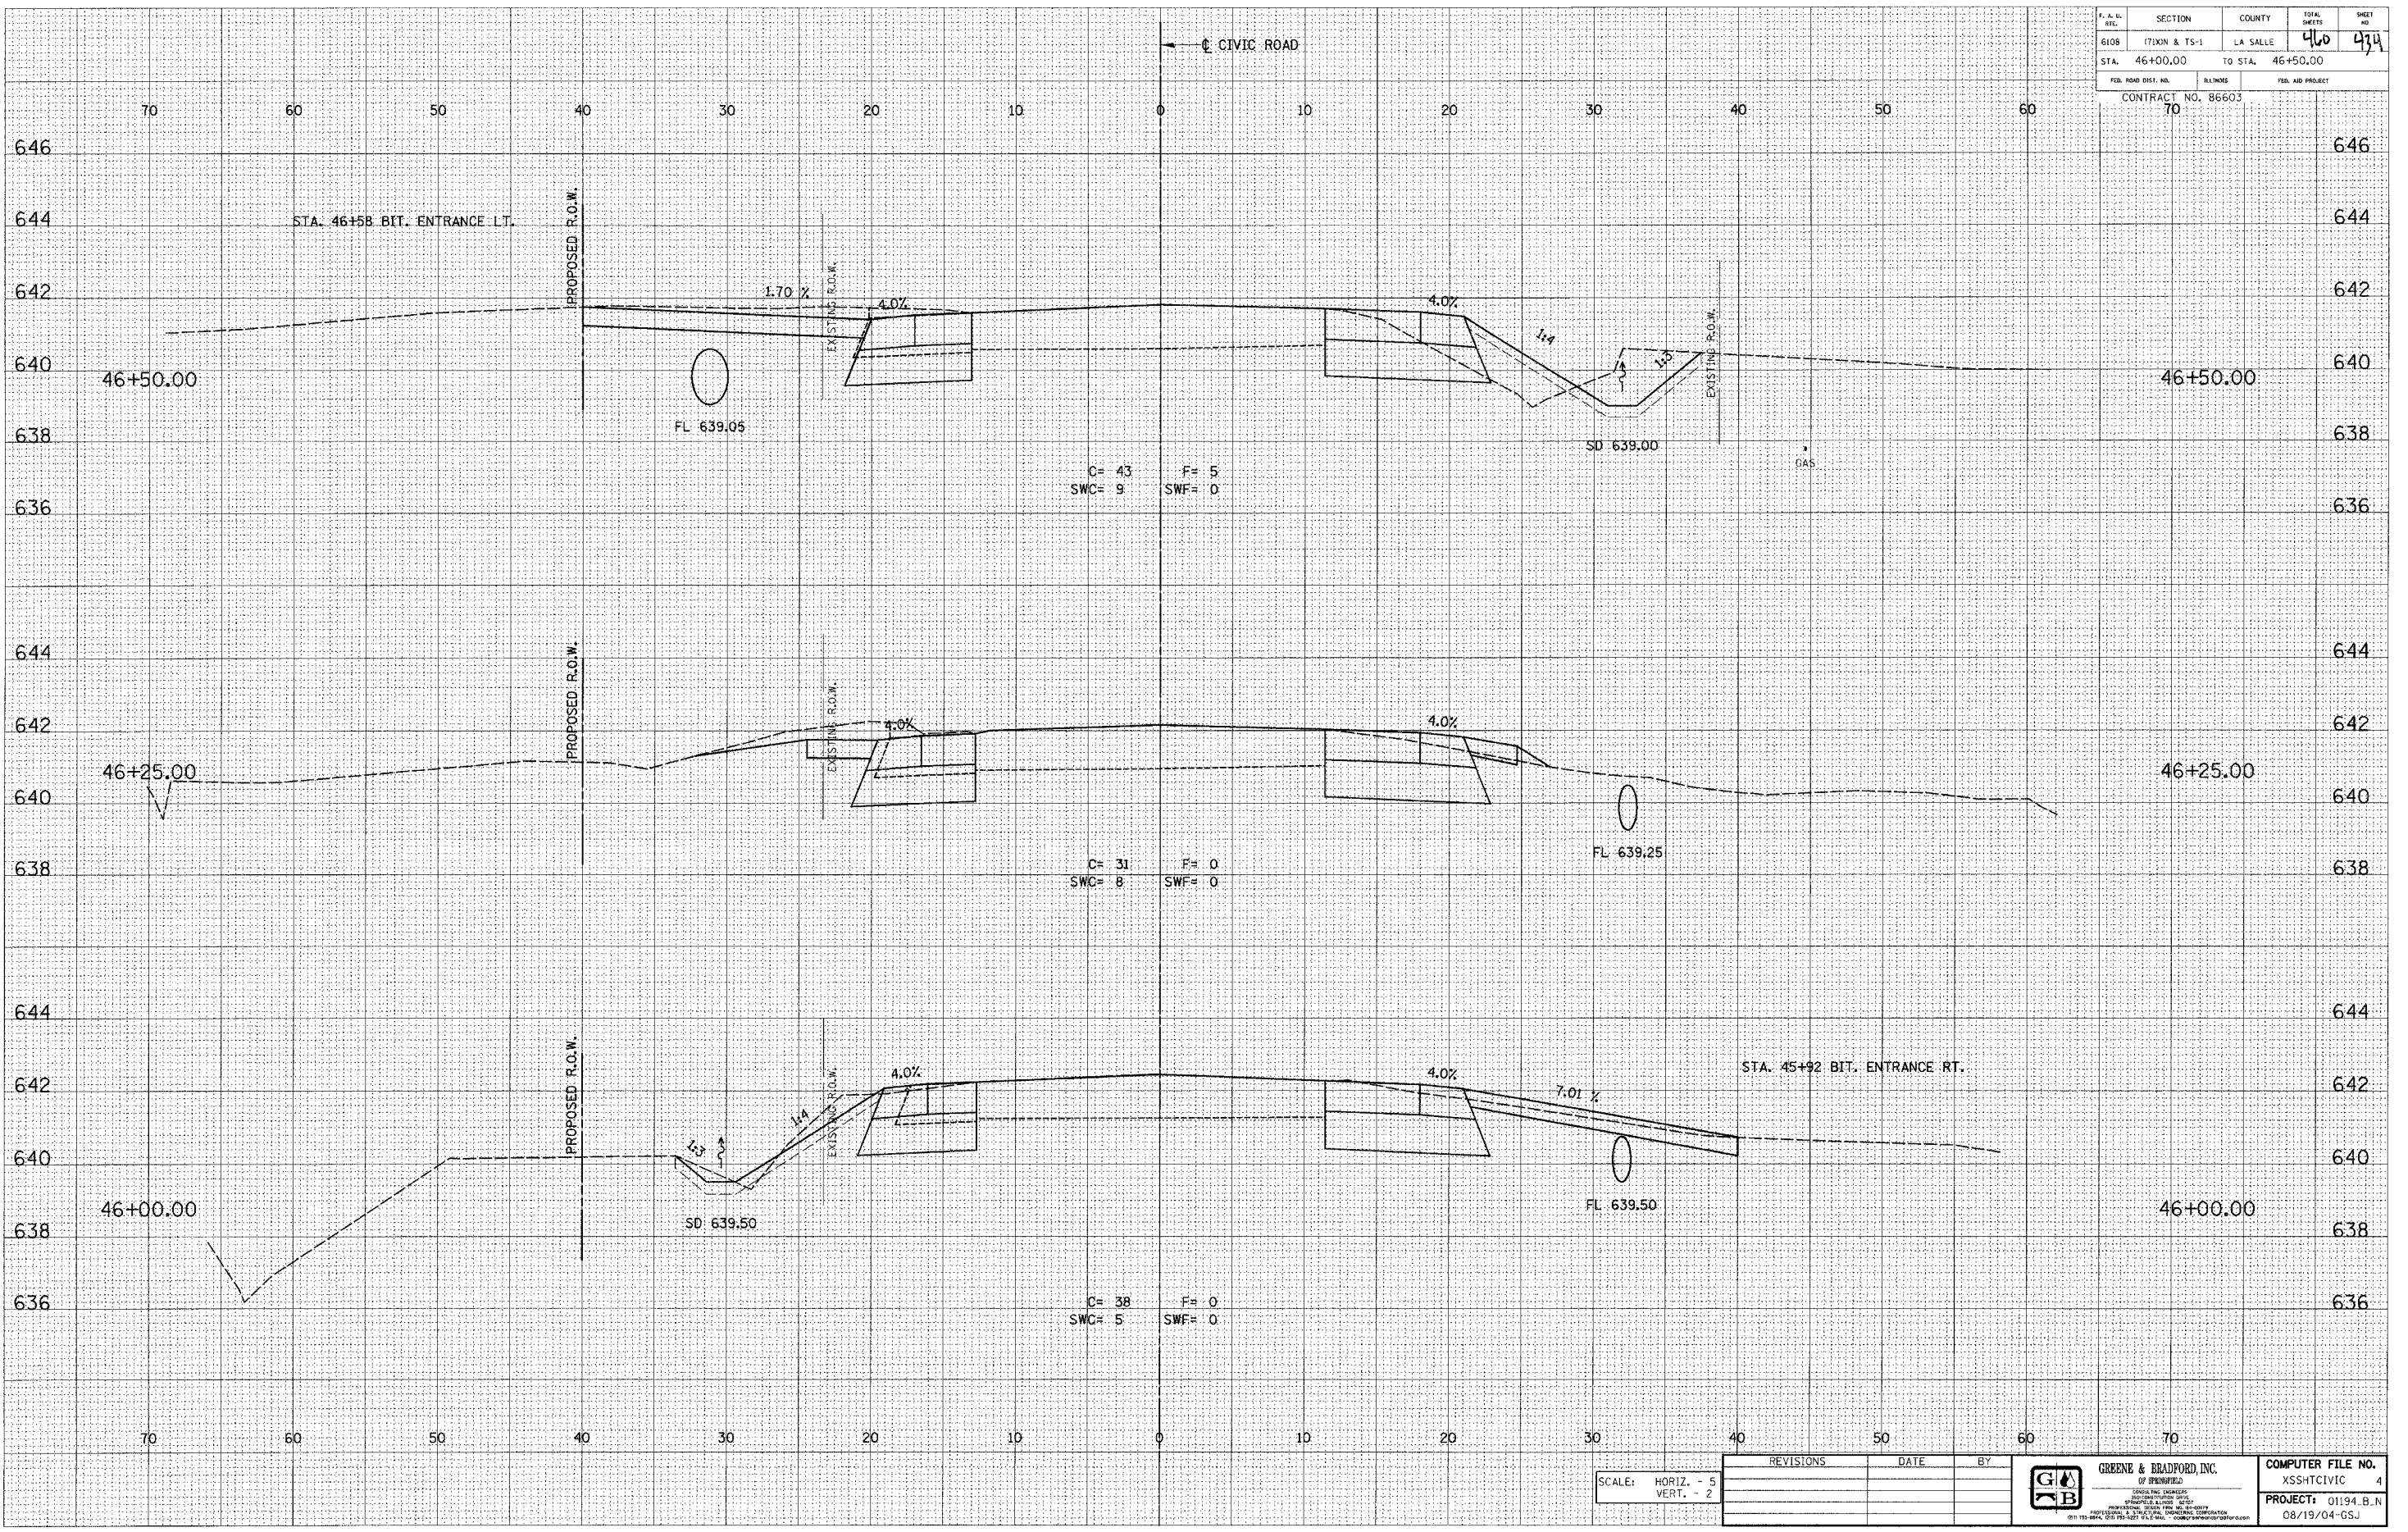 F. A. U. RTE. SECTION COUNTY TOTAL SHEETS SHEET NO
6108 (71)XN & TS-1 LA SALLE 460 434
STA. 46+00.00 TO STA. 46+50.00
FED. ROAD DIST. NO. ILLINOIS FED. AID PROJECT
CONTRACT NO. 86603
℄ CIVIC ROAD
70 60 50 40 30 20 10 0 10 20 30 40 50 60 70
646 646
644 644
STA. 46+58 BIT. ENTRANCE LT.
PROPOSED R.O.W.
EXISTING R.O.W.
642 642
1.70 %
4.0%
4.0%
1:4
1:3
EXISTING R.O.W.
640 640
46+50.00 46+50.00
FL 639.05
SD 639.00
GAS
638 638
C= 43 F= 5
SWC= 9 SWF= 0
636 636
644 644
PROPOSED R.O.W.
EXISTING R.O.W.
642 642
4.0%
4.0%
46+25.00 46+25.00
640 640
FL 639.25
638 638
C= 31 F= 0
SWC= 8 SWF= 0
644 644
PROPOSED R.O.W.
EXISTING R.O.W.
STA. 45+92 BIT. ENTRANCE RT.
642 642
4.0%
4.0%
7.01 %
1:4
1:3
640 640
46+00.00 46+00.00
SD 639.50
FL 639.50
638 638
C= 38 F= 0
SWC= 5 SWF= 0
636 636
70 60 50 40 30 20 10 0 10 20 30 40 50 60 70
SCALE: HORIZ. - 5
VERT. - 2
REVISIONS DATE BY
G B
GREENE & BRADFORD, INC.
OF SPRINGFIELD
CONSULTING ENGINEERS
COMPUTER FILE NO.
XSSHTCIVIC 4
PROJECT: 01194_B_N
08/19/04-GSJ